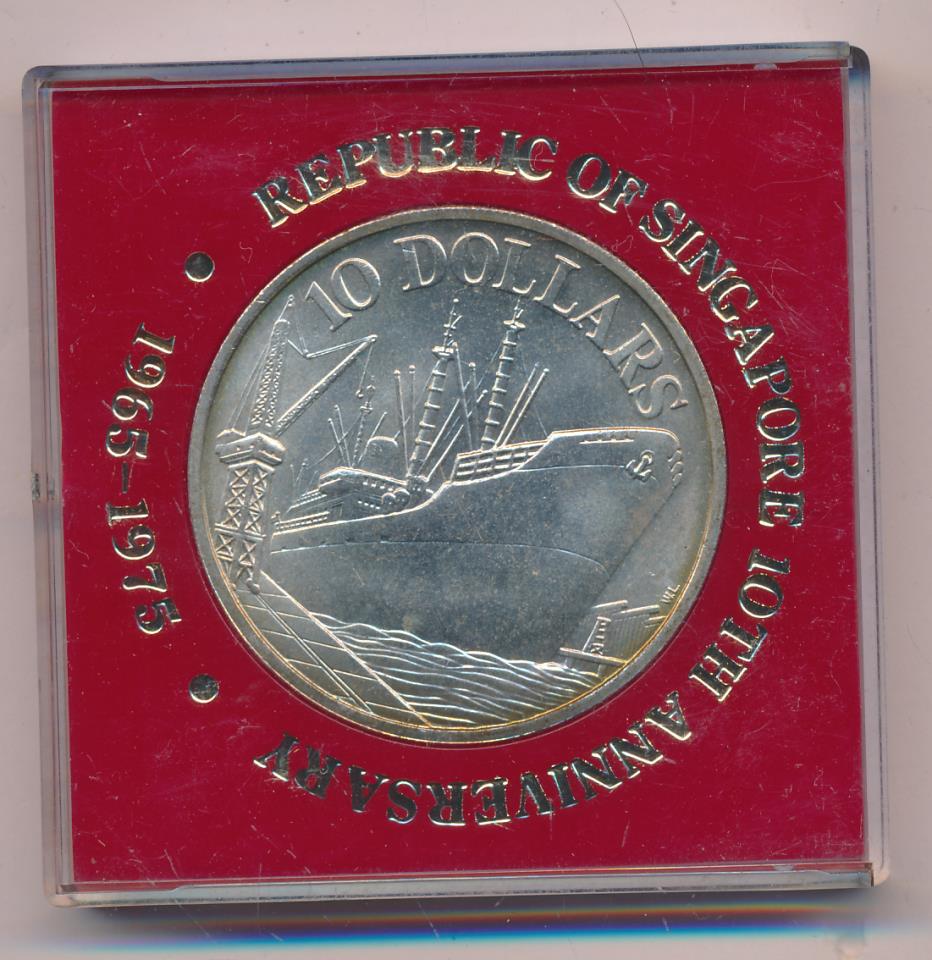 REPUBLIC OF SINGAPORE 10TH ANNIVERSARY
1965–1975
10 DOLLARS
W.L.